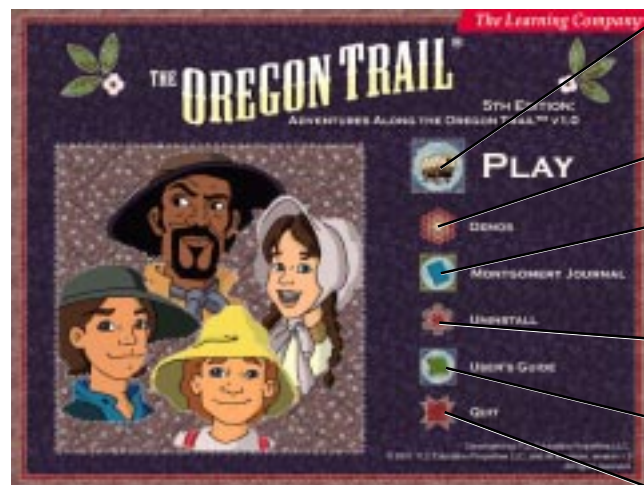 The Learning Company
THE OREGON TRAIL®
5TH EDITION:
ADVENTURES ALONG THE OREGON TRAIL™ V1.0
PLAY
DEMOS
MONTGOMERY JOURNAL
UNINSTALL
USER'S GUIDE
QUIT